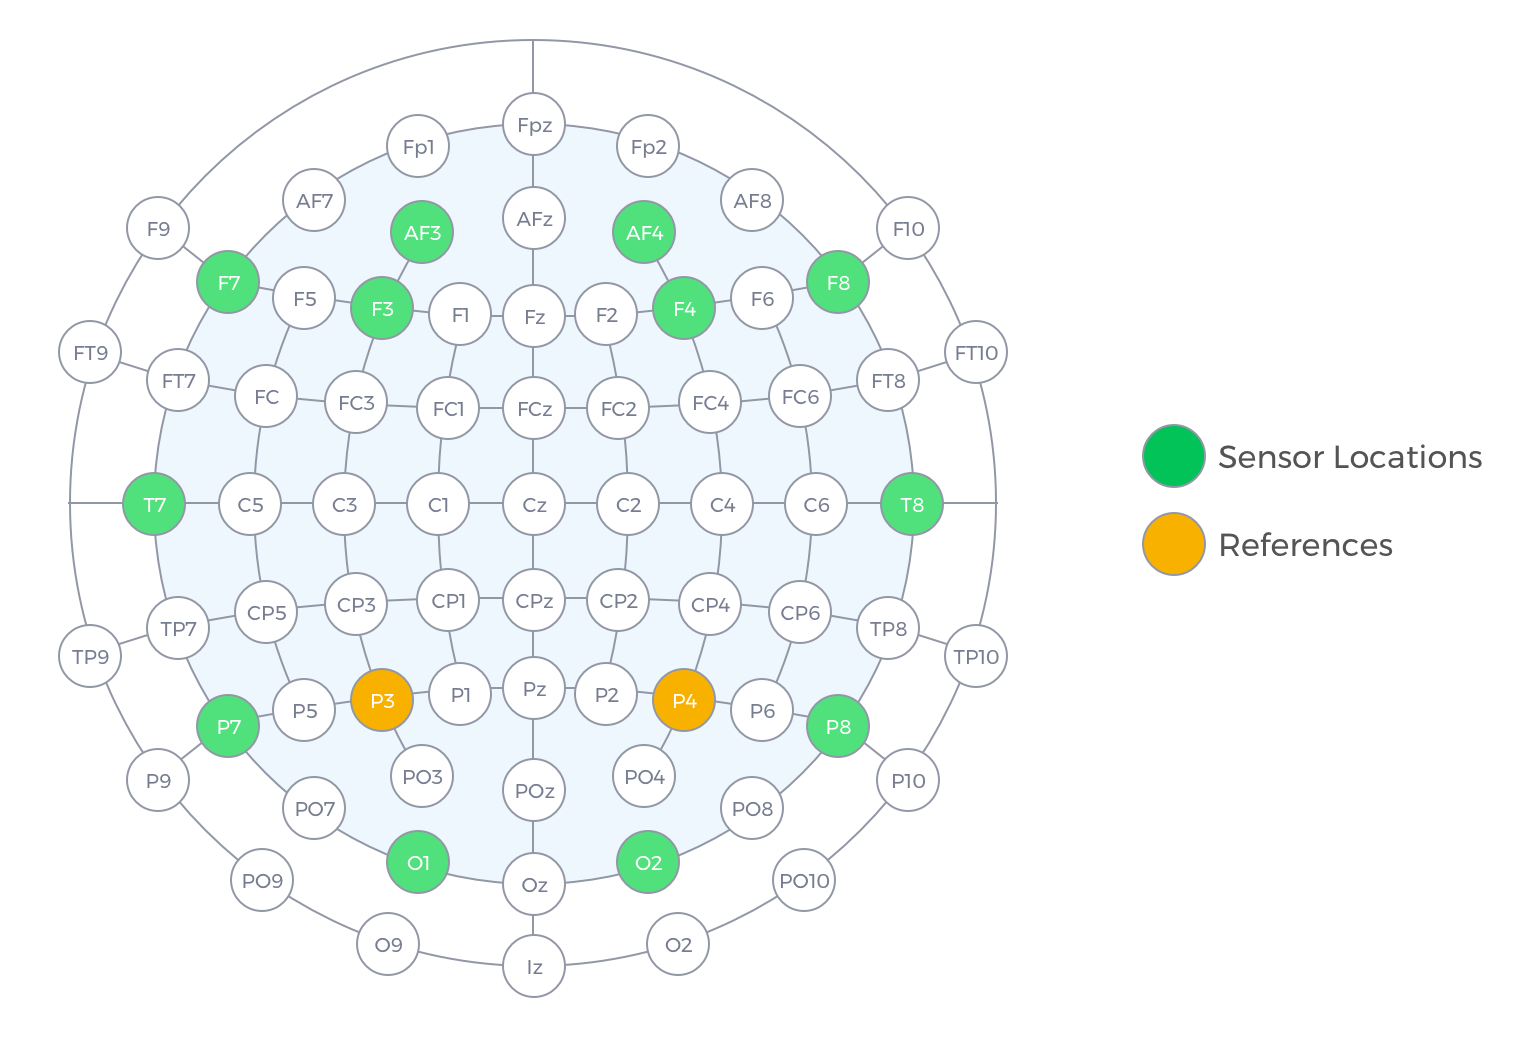 Fpz
Fp1
Fp2
AF7
AF8
AFz
F9
F10
AF3
AF4
F7
F8
F5
F6
F3
F1
Fz
F2
F4
FT9
FT10
FT7
FT8
FC
FC3
FC1
FCz
FC2
FC4
FC6
Sensor Locations
T7
C5
C3
C1
Cz
C2
C4
C6
T8
References
CP5
CP3
CP1
CPz
CP2
CP4
CP6
TP7
TP8
TP9
TP10
P7
P5
P3
P1
Pz
P2
P4
P6
P8
P9
PO3
POz
PO4
P10
PO7
PO8
O1
O2
PO9
Oz
PO10
O9
O2
Iz